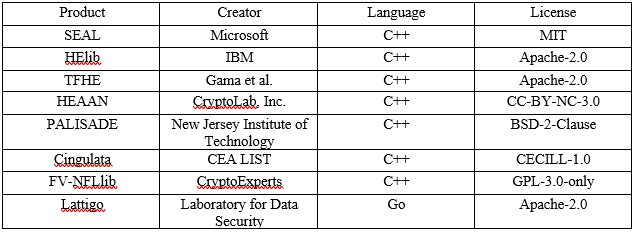 Product Creator Language License
SEAL Microsoft C++ MIT
HElib IBM C++ Apache-2.0
TFHE Gama et al. C++ Apache-2.0
HEAAN CryptoLab, Inc. C++ CC-BY-NC-3.0
PALISADE New Jersey Institute of C++ BSD-2-Clause
Technology
Cingulata CEA LIST C++ CECILL-1.0
FV-NFLlib CryptoExperts C++ GPL-3.0-only
Lattigo Laboratory for Data Go Apache-2.0
Security